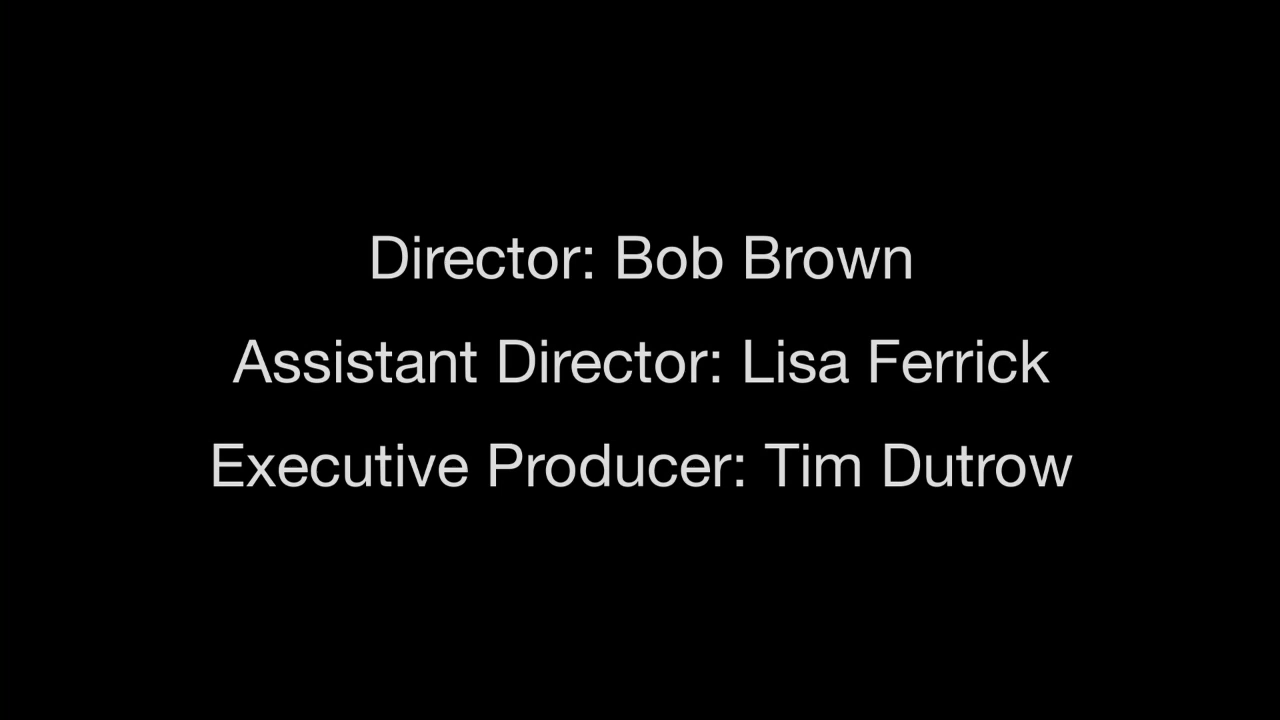 Director: Bob Brown
Assistant Director: Lisa Ferrick
Executive Producer: Tim Dutrow